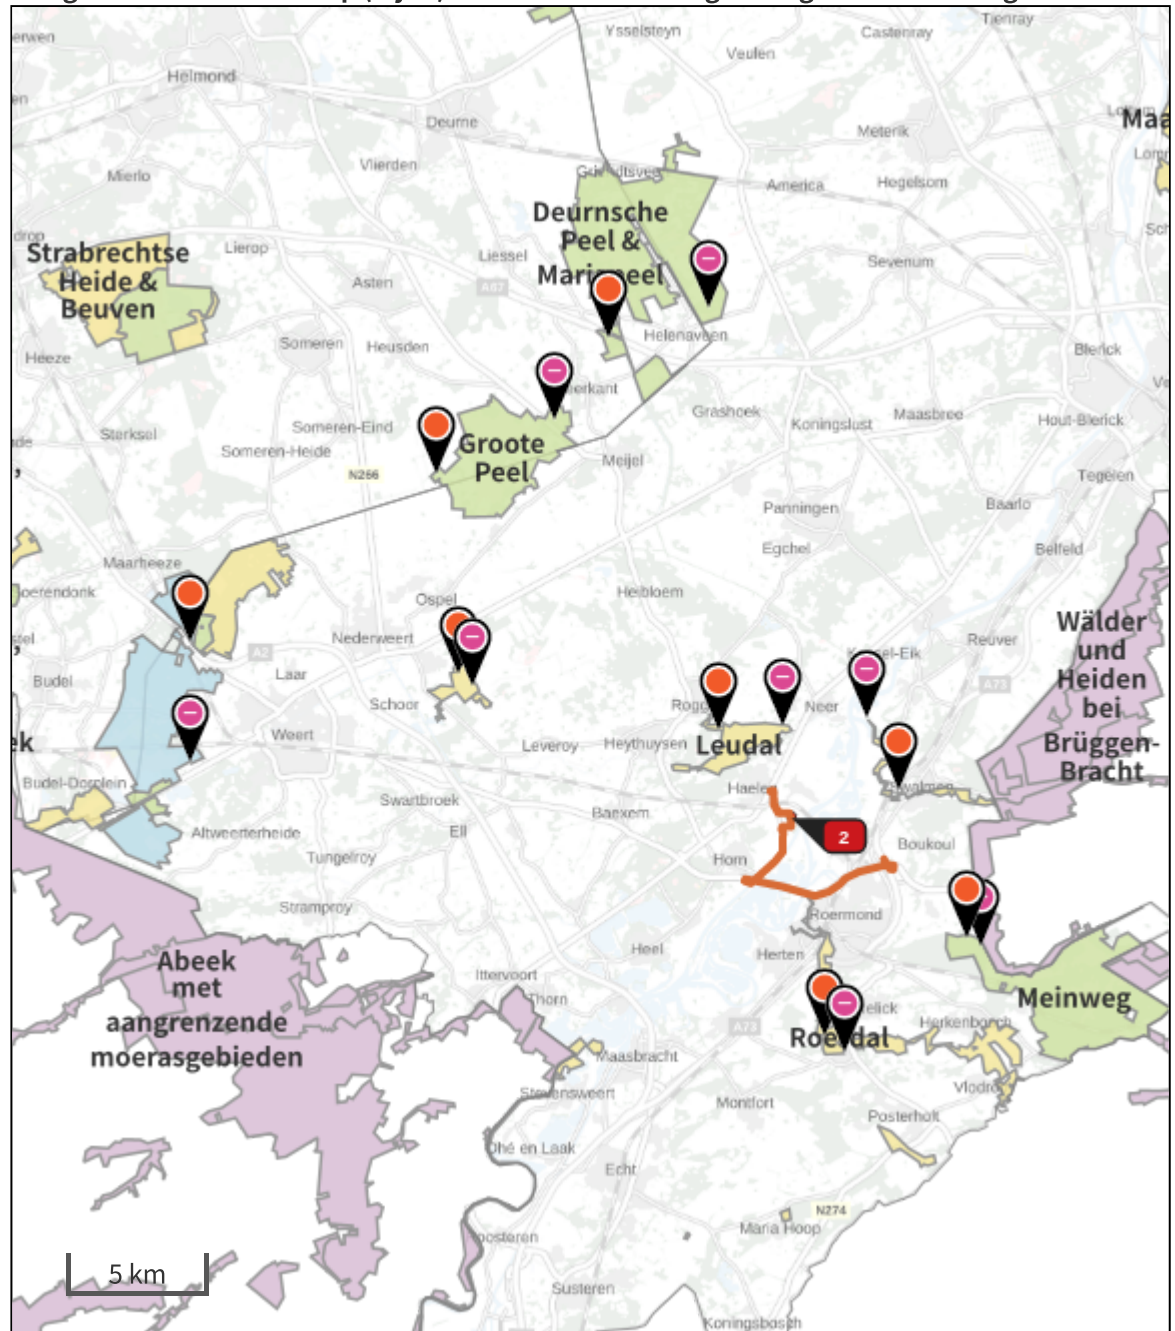 Ysselsteyn
Tienray
Castenray
Veulen
Helmond
Deurne
Meterik
Maa
Vlierden
Mierlo
America
Hegelsom
Deurnsche
Peel &
Mariapeel
Strabrechtse
Heide &
Beuven
Lierop
Liessel
Sevenum
Asten
A67
Helenaveen
Someren
Heusden
Heeze
Blerick
Grashoek
Koningslust
Maasbree
Hout-Blerick
Sterksel
Someren-Eind
Someren-Heide
Groote
Peel
Meijel
N266
Tegelen
Panningen
Baarlo
Egchel
Belfeld
Maarheeze
Heibloem
Ospel
Nederweert
A2
Laar
Budel
Schoor
Weert
Reuver
A73
Wälder
und
Heiden
bei
Brüggen-
Bracht
Neer
Leveroy
Heythuysen
Leudal
Budel-Dorplein
Swartbroek
Baexem
Altweerterheide
Ell
Tungelroy
2
Horn
Boukoul
Stramproy
Roermond
Heel
Herten
Abeek
met
aangrenzende
moerasgebieden
Ittervoort
Thorn
Meinweg
A73
Herkenbosch
Maasbracht
Stevensweert
Montfort
Posterholt
Ohé en Laak
Echt
N274
Maria Hoop
5 km
Susteren
Koningsbosch